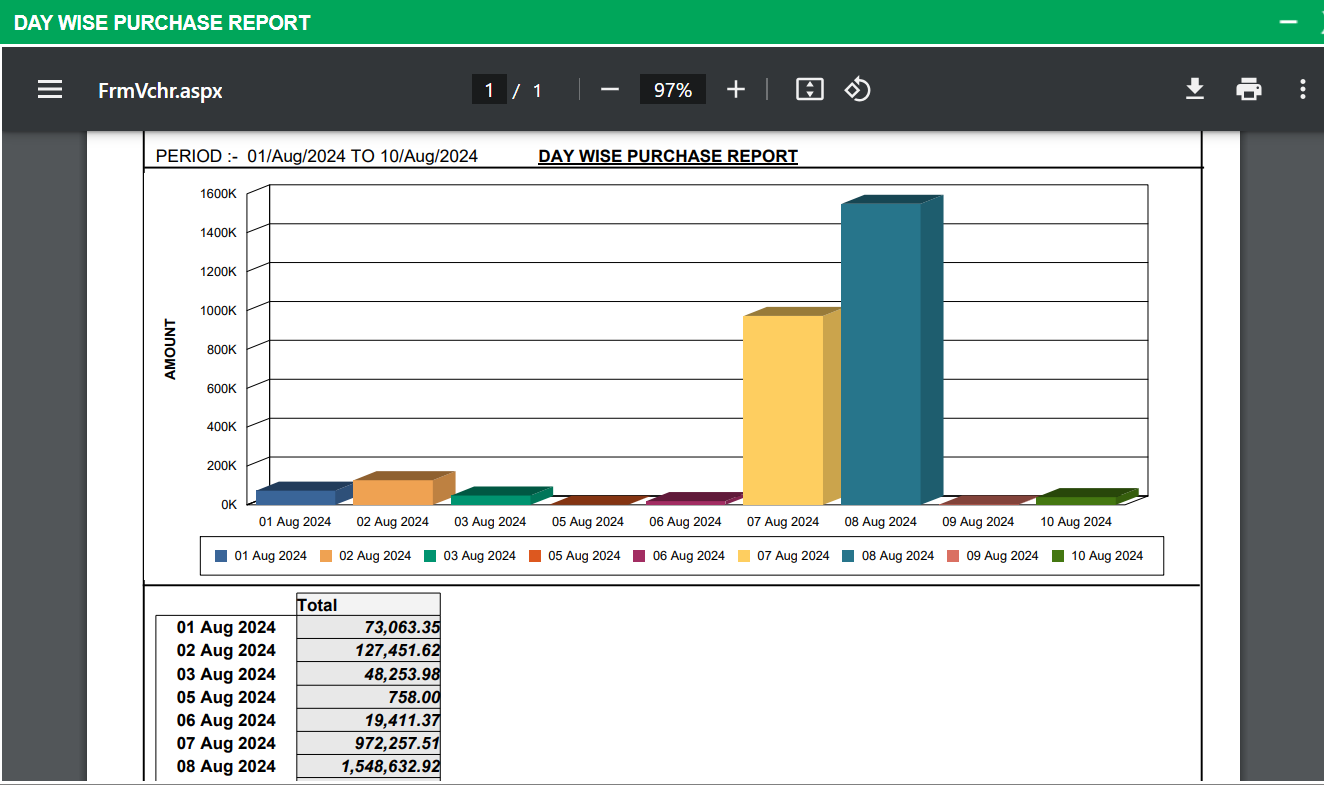 DAY WISE PURCHASE REPORT
FrmVchr.aspx 1 / 1 97%
PERIOD :- 01/Aug/2024 TO 10/Aug/2024 DAY WISE PURCHASE REPORT
1600K
1400K
1200K
1000K
800K
600K
400K
200K
0K
AMOUNT
01 Aug 2024 02 Aug 2024 03 Aug 2024 05 Aug 2024 06 Aug 2024 07 Aug 2024 08 Aug 2024 09 Aug 2024 10 Aug 2024
01 Aug 2024 02 Aug 2024 03 Aug 2024 05 Aug 2024 06 Aug 2024 07 Aug 2024 08 Aug 2024 09 Aug 2024 10 Aug 2024
Total
01 Aug 2024 73,063.35
02 Aug 2024 127,451.62
03 Aug 2024 48,253.98
05 Aug 2024 758.00
06 Aug 2024 19,411.37
07 Aug 2024 972,257.51
08 Aug 2024 1,548,632.92